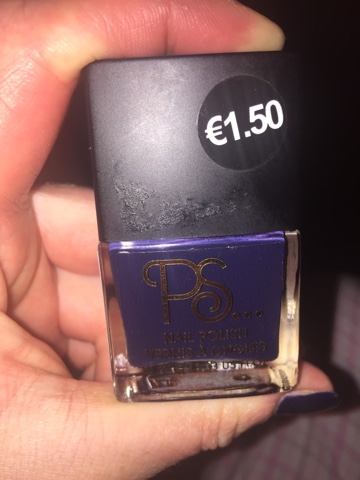 €1.50
PS...
NAIL POLISH
VERNIS À ONGLES